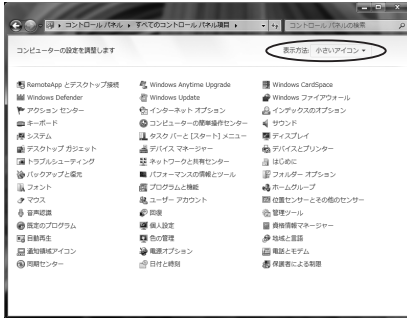 コントロール パネル ▸ すべてのコントロール パネル項目 ▸
コントロール パネルの検索
コンピューターの設定を調整します
表示方法: 小さいアイコン
RemoteApp とデスクトップ接続
Windows Anytime Upgrade
Windows CardSpace
Windows Defender
Windows Update
Windows ファイアウォール
アクション センター
インターネット オプション
インデックスのオプション
キーボード
コンピューターの簡単操作センター
サウンド
システム
タスク バーと [スタート] メニュー
ディスプレイ
デスクトップ ガジェット
デバイス マネージャー
デバイスとプリンター
トラブルシューティング
ネットワークと共有センター
はじめに
バックアップと復元
パフォーマンスの情報とツール
フォルダー オプション
フォント
プログラムと機能
ホームグループ
マウス
ユーザー アカウント
位置センサーとその他のセンサー
音声認識
回復
管理ツール
既定のプログラム
個人設定
資格情報マネージャー
自動再生
色の管理
地域と言語
通知領域アイコン
電源オプション
電話とモデム
同期センター
日付と時刻
保護者による制限